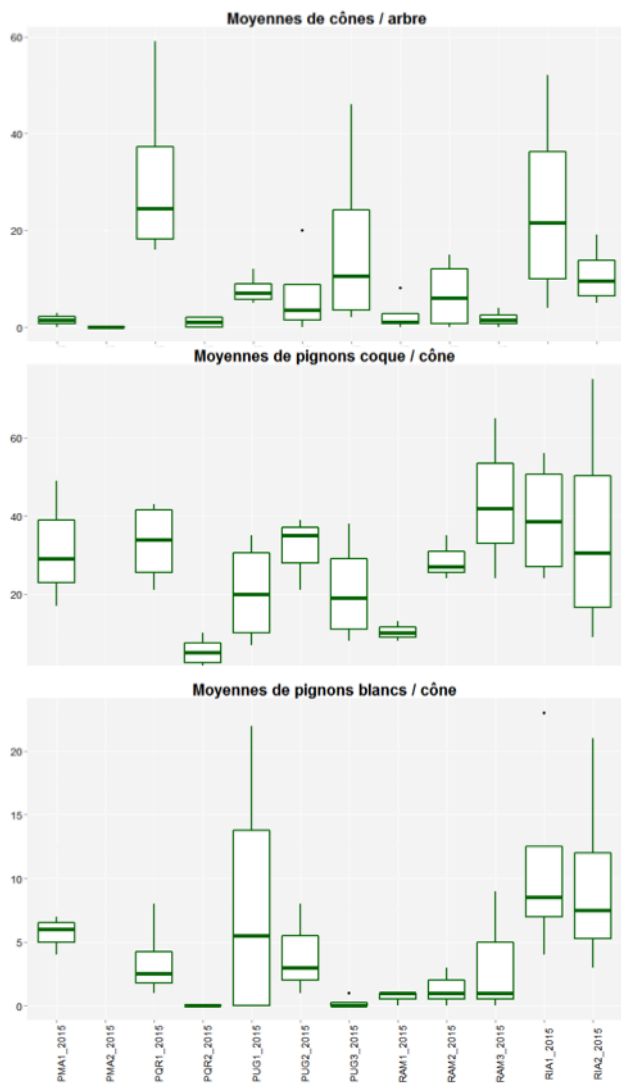 Moyennes de cônes / arbre
60
40
20
0
Moyennes de pignons coque / cône
60
40
20
Moyennes de pignons blancs / cône
20
15
10
5
0
PMA1_2015
PMA2_2015
PQR1_2015
PQR2_2015
PUG1_2015
PUG2_2015
PUG3_2015
RAM1_2015
RAM2_2015
RAM3_2015
RIA1_2015
RIA2_2015